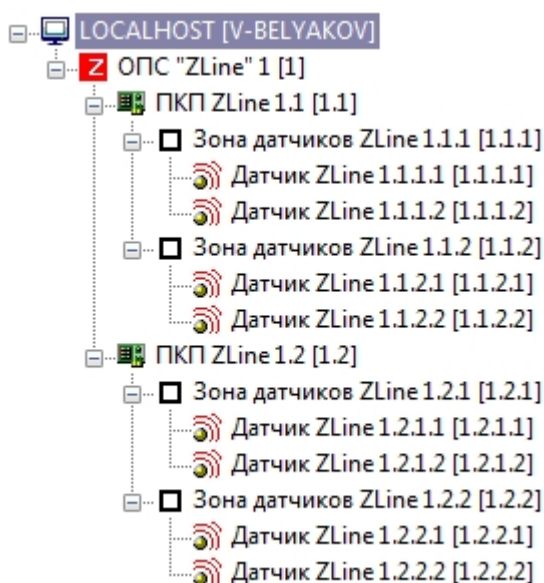 LOCALHOST [V-BELYAKOV]
Z ОПС "ZLine" 1 [1]
ПКП ZLine 1.1 [1.1]
Зона датчиков ZLine 1.1.1 [1.1.1]
Датчик ZLine 1.1.1.1 [1.1.1.1]
Датчик ZLine 1.1.1.2 [1.1.1.2]
Зона датчиков ZLine 1.1.2 [1.1.2]
Датчик ZLine 1.1.2.1 [1.1.2.1]
Датчик ZLine 1.1.2.2 [1.1.2.2]
ПКП ZLine 1.2 [1.2]
Зона датчиков ZLine 1.2.1 [1.2.1]
Датчик ZLine 1.2.1.1 [1.2.1.1]
Датчик ZLine 1.2.1.2 [1.2.1.2]
Зона датчиков ZLine 1.2.2 [1.2.2]
Датчик ZLine 1.2.2.1 [1.2.2.1]
Датчик ZLine 1.2.2.2 [1.2.2.2]